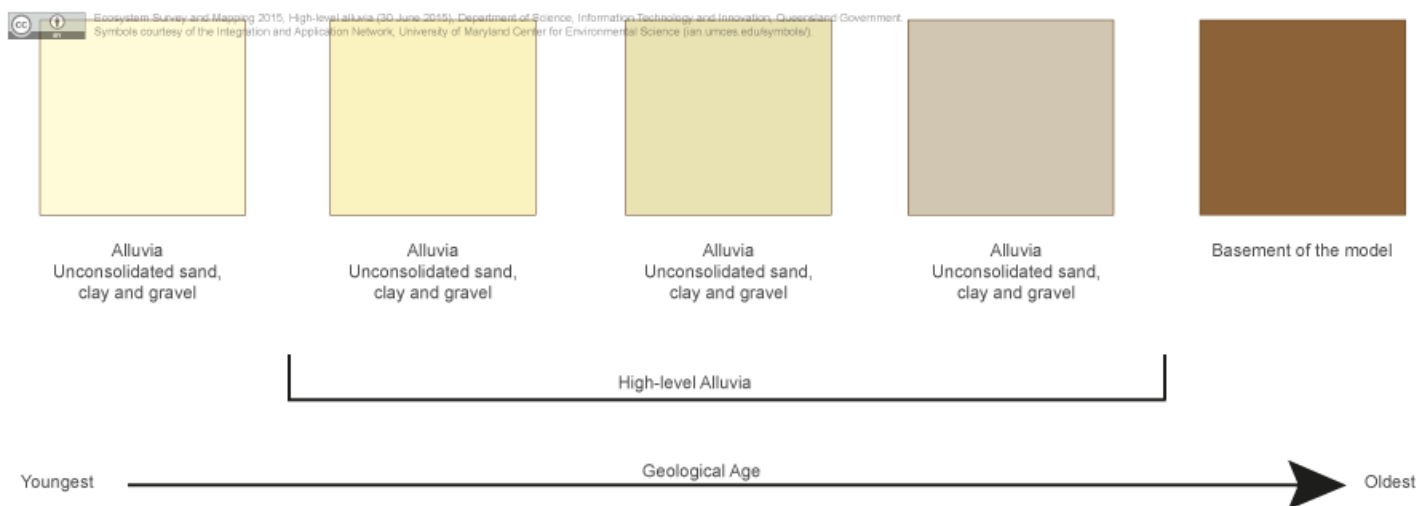 Ecosystem Survey and Mapping 2015, High-level alluvia (30 June 2015), Department of Science, Information Technology and Innovation, Queensland Government.
Symbols courtesy of the Integration and Application Network, University of Maryland Center for Environmental Science (ian.umces.edu/symbols/).
cc
BY
Alluvia
Unconsolidated sand,
clay and gravel
Alluvia
Unconsolidated sand,
clay and gravel
Alluvia
Unconsolidated sand,
clay and gravel
Alluvia
Unconsolidated sand,
clay and gravel
Basement of the model
High-level Alluvia
Geological Age
Youngest
Oldest